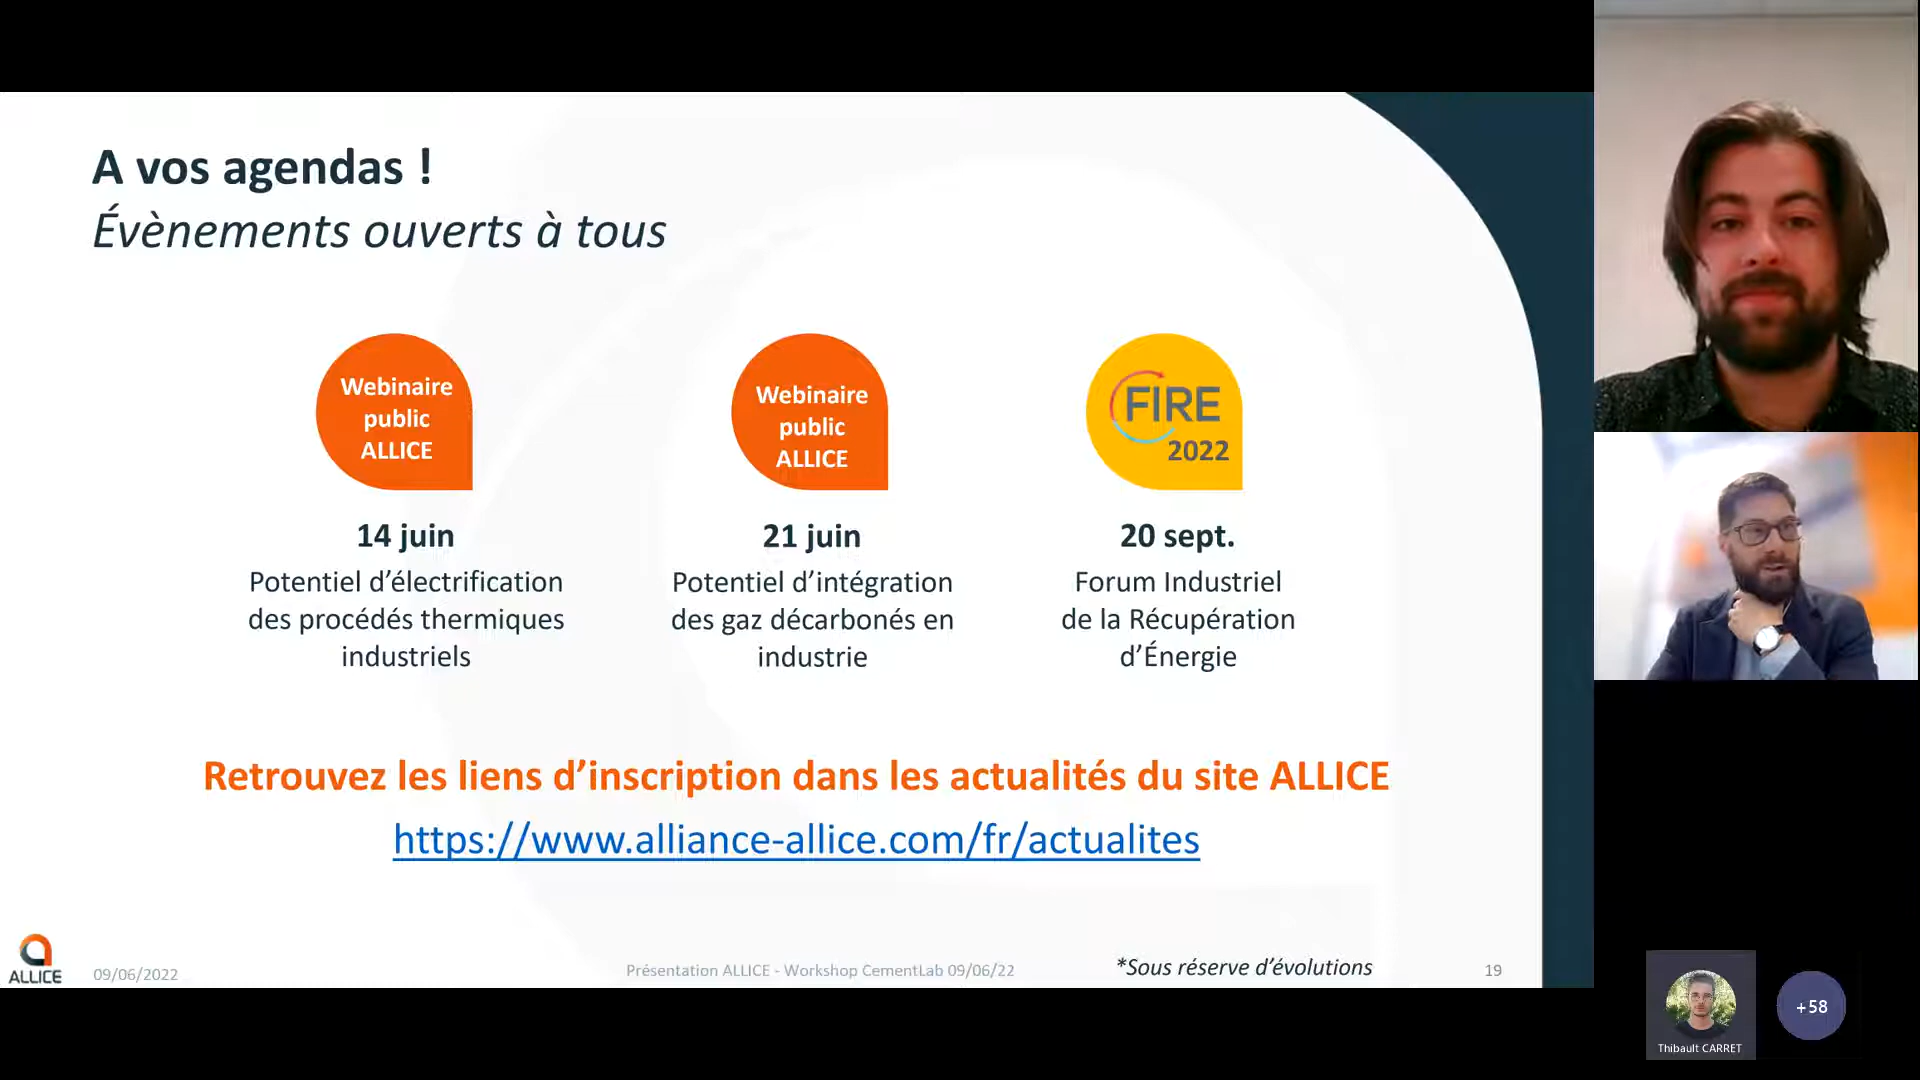 A vos agendas !
Évènements ouverts à tous
Webinaire
public
ALLICE
14 juin
Potentiel d’électrification
des procédés thermiques
industriels
Webinaire
public
ALLICE
21 juin
Potentiel d’intégration
des gaz décarbonés en
industrie
FIRE
2022
20 sept.
Forum Industriel
de la Récupération
d’Énergie
Retrouvez les liens d’inscription dans les actualités du site ALLICE
https://www.alliance-allice.com/fr/actualites
ALLICE
09/06/2022
Présentation ALLICE - Workshop CementLab 09/06/22
*Sous réserve d’évolutions
19
Thibault CARRET
+58